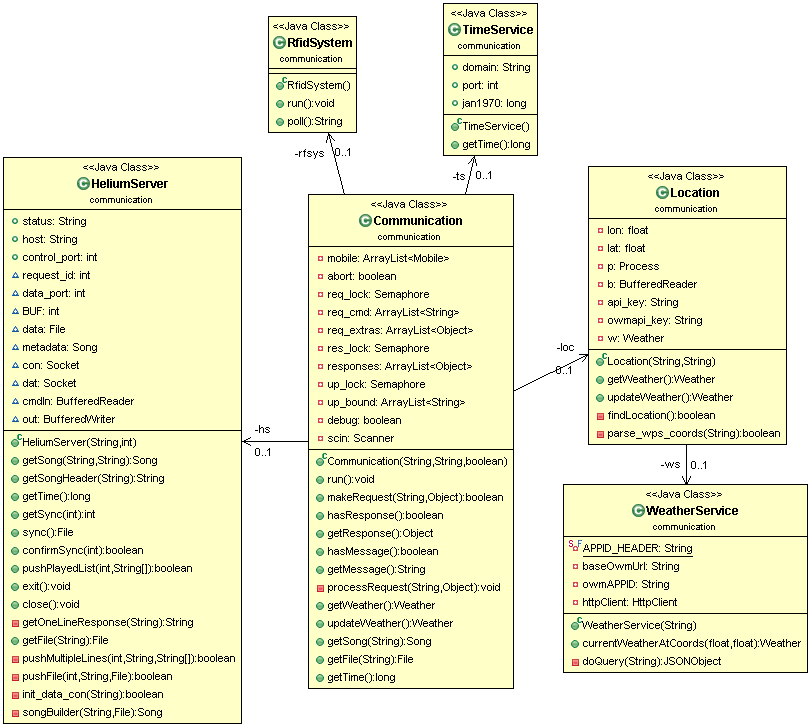 <<Java Class>>
RfidSystem
communication
RfidSystem()
run():void
poll():String
<<Java Class>>
TimeService
communication
domain: String
port: int
jan1970: long
TimeService()
getTime():long
-rfsys 0..1
-ts 0..1
<<Java Class>>
HeliumServer
communication
status: String
host: String
control_port: int
request_id: int
data_port: int
BUF: int
data: File
metadata: Song
con: Socket
dat: Socket
cmdIn: BufferedReader
out: BufferedWriter
HeliumServer(String,int)
getSong(String,String):Song
getSongHeader(String):String
getTime():long
getSync(int):int
sync():File
confirmSync(int):boolean
pushPlayedList(int,String[]):boolean
exit():void
close():void
getOneLineResponse(String):String
getFile(String):File
pushMultipleLines(int,String,String[]):boolean
pushFile(int,String,File):boolean
init_data_con(String):boolean
songBuilder(String,File):Song
-hs
0..1
<<Java Class>>
Communication
communication
mobile: ArrayList<Mobile>
abort: boolean
req_lock: Semaphore
req_cmd: ArrayList<String>
req_extras: ArrayList<Object>
res_lock: Semaphore
responses: ArrayList<Object>
up_lock: Semaphore
up_bound: ArrayList<String>
debug: boolean
scin: Scanner
Communication(String,String,boolean)
run():void
makeRequest(String,Object):boolean
hasResponse():boolean
getResponse():Object
hasMessage():boolean
getMessage():String
processRequest(String,Object):void
getWeather():Weather
updateWeather():Weather
getSong(String):Song
getFile(String):File
getTime():long
-loc
0..1
<<Java Class>>
Location
communication
lon: float
lat: float
p: Process
b: BufferedReader
api_key: String
owmapi_key: String
w: Weather
Location(String,String)
getWeather():Weather
updateWeather():Weather
findLocation():boolean
parse_wps_coords(String):boolean
-ws 0..1
<<Java Class>>
WeatherService
communication
APPID_HEADER: String
baseOwmUrl: String
owmAPPID: String
httpClient: HttpClient
WeatherService(String)
currentWeatherAtCoords(float,float):Weather
doQuery(String):JSONObject